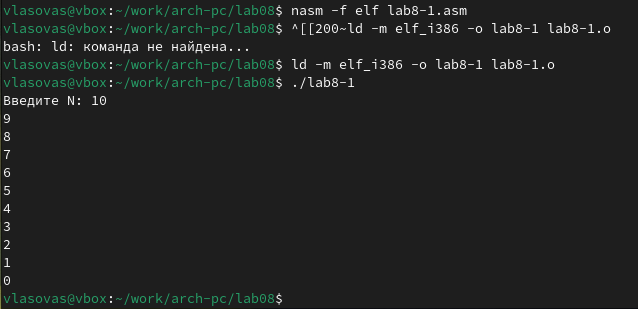 vlasovas@vbox:~/work/arch-pc/lab08$ nasm -f elf lab8-1.asm
vlasovas@vbox:~/work/arch-pc/lab08$ ^[[200~ld -m elf_i386 -o lab8-1 lab8-1.o
bash: ld: команда не найдена...
vlasovas@vbox:~/work/arch-pc/lab08$ ld -m elf_i386 -o lab8-1 lab8-1.o
vlasovas@vbox:~/work/arch-pc/lab08$ ./lab8-1
Введите N: 10
9
8
7
6
5
4
3
2
1
0
vlasovas@vbox:~/work/arch-pc/lab08$